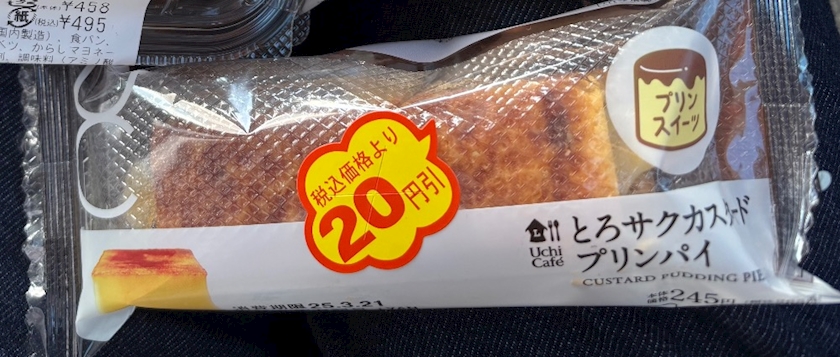 ¥458
(税込)¥495
国内製造)、食パン、
ベツ、からしマヨネー
調味料(アミノ酸
プリン
スイーツ
税込価格より
20円引
Uchi
Café
とろサクカスタード
プリンパイ
CUSTARD PUDDING PIE
消費期限 25.3.21
本体
価格 245円